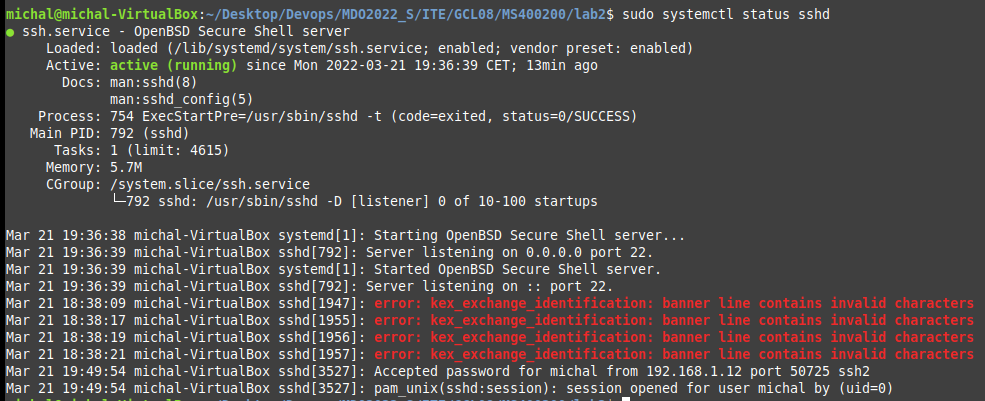 michal@michal-VirtualBox:~/Desktop/Devops/MDO2022_S/ITE/GCL08/MS400200/lab2$ sudo systemctl status sshd
● ssh.service - OpenBSD Secure Shell server
Loaded: loaded (/lib/systemd/system/ssh.service; enabled; vendor preset: enabled)
Active: active (running) since Mon 2022-03-21 19:36:39 CET; 13min ago
Docs: man:sshd(8)
man:sshd_config(5)
Process: 754 ExecStartPre=/usr/sbin/sshd -t (code=exited, status=0/SUCCESS)
Main PID: 792 (sshd)
Tasks: 1 (limit: 4615)
Memory: 5.7M
CGroup: /system.slice/ssh.service
└─792 sshd: /usr/sbin/sshd -D [listener] 0 of 10-100 startups
Mar 21 19:36:38 michal-VirtualBox systemd[1]: Starting OpenBSD Secure Shell server...
Mar 21 19:36:39 michal-VirtualBox sshd[792]: Server listening on 0.0.0.0 port 22.
Mar 21 19:36:39 michal-VirtualBox systemd[1]: Started OpenBSD Secure Shell server.
Mar 21 19:36:39 michal-VirtualBox sshd[792]: Server listening on :: port 22.
Mar 21 18:38:09 michal-VirtualBox sshd[1947]: error: kex_exchange_identification: banner line contains invalid characters
Mar 21 18:38:17 michal-VirtualBox sshd[1955]: error: kex_exchange_identification: banner line contains invalid characters
Mar 21 18:38:19 michal-VirtualBox sshd[1956]: error: kex_exchange_identification: banner line contains invalid characters
Mar 21 18:38:21 michal-VirtualBox sshd[1957]: error: kex_exchange_identification: banner line contains invalid characters
Mar 21 19:49:54 michal-VirtualBox sshd[3527]: Accepted password for michal from 192.168.1.12 port 50725 ssh2
Mar 21 19:49:54 michal-VirtualBox sshd[3527]: pam_unix(sshd:session): session opened for user michal by (uid=0)